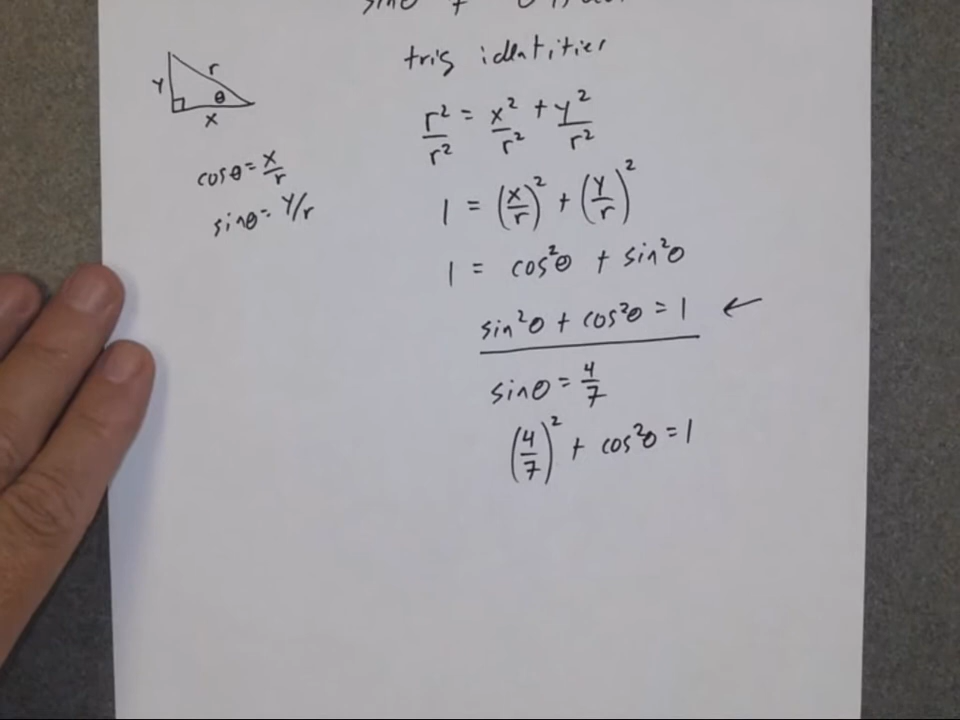 sinθ
trig identities
y r θ x
r²/r² = x²/r² + y²/r²
cosθ = x/r
1 = (x/r)² + (y/r)²
sinθ = y/r
1 = cos²θ + sin²θ
sin²θ + cos²θ = 1 ←
sinθ = 4/7
(4/7)² + cos²θ = 1